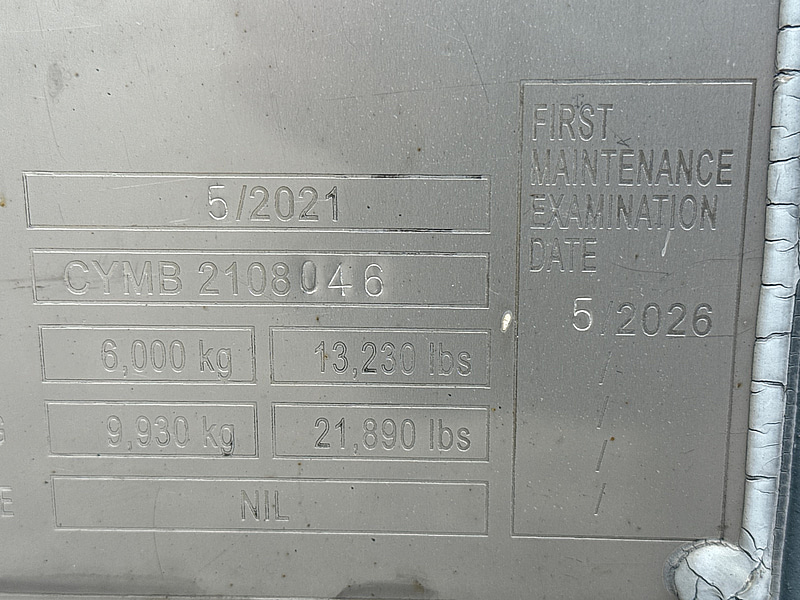 5/2021
CYMB 2108046
6,000 kg 13,230 lbs
G 9,930 kg 21,890 lbs
E NIL
FIRST
MAINTENANCE
EXAMINATION
DATE
5/2026
/
/
/
/